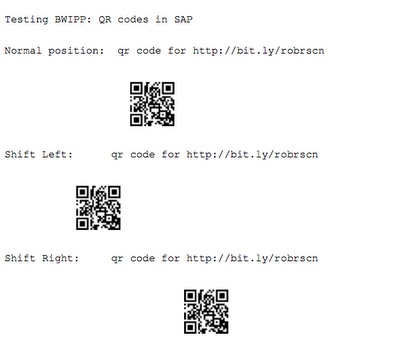 Testing BWIPP: QR codes in SAP
Normal position:  qr code for http://bit.ly/robrscn
Shift Left:      qr code for http://bit.ly/robrscn
Shift Right:     qr code for http://bit.ly/robrscn